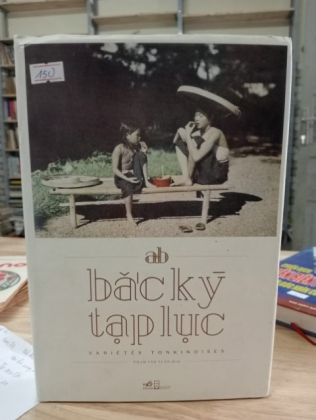 150
ab
bắc kỳ
tạp lục
VARIÉTÉS TONKINOISES